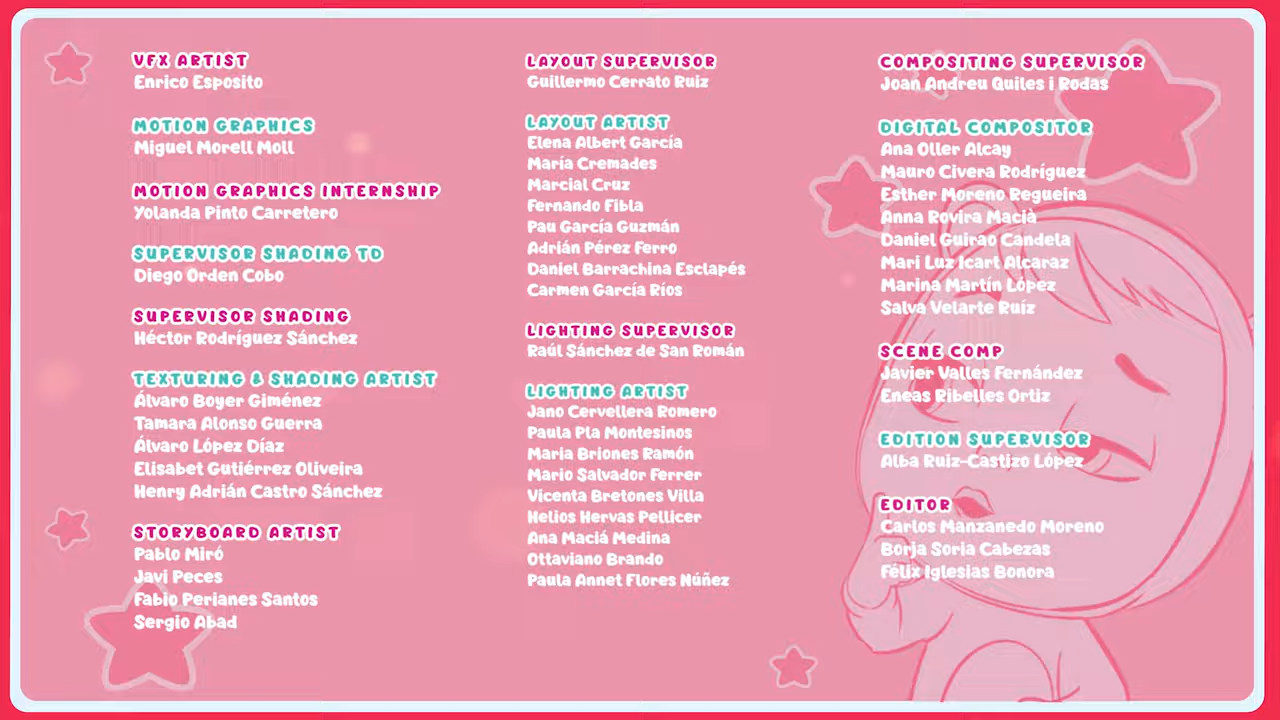 VFX ARTIST
Enrico Esposito
MOTION GRAPHICS
Miguel Morell Moll
MOTION GRAPHICS INTERNSHIP
Yolanda Pinto Carretero
SUPERVISOR SHADING TD
Diego Orden Cobo
SUPERVISOR SHADING
Héctor Rodríguez Sánchez
TEXTURING & SHADING ARTIST
Álvaro Boyer Giménez
Tamara Alonso Guerra
Álvaro López Díaz
Elisabet Gutiérrez Oliveira
Henry Adrián Castro Sánchez
STORYBOARD ARTIST
Pablo Miró
Javi Peces
Fabio Perianes Santos
Sergio Abad
LAYOUT SUPERVISOR
Guillermo Cerrato Ruiz
LAYOUT ARTIST
Elena Albert García
María Cremades
Marcial Cruz
Fernando Fibla
Pau García Guzmán
Adrián Pérez Ferro
Daniel Barrachina Esclapés
Carmen García Ríos
LIGHTING SUPERVISOR
Raúl Sánchez de San Román
LIGHTING ARTIST
Jano Cervellera Romero
Paula Pla Montesinos
Maria Briones Ramón
Mario Salvador Ferrer
Vicenta Bretones Villa
Helios Hervas Pellicer
Ana Maciá Medina
Ottaviano Brando
Paula Annet Flores Núñez
COMPOSITING SUPERVISOR
Joan Andreu Quiles i Rodas
DIGITAL COMPOSITOR
Ana Oller Alcay
Mauro Civera Rodríguez
Esther Moreno Regueira
Anna Rovira Macià
Daniel Guirao Candela
Mari Luz Icart Alcaraz
Marina Martín López
Salva Velarte Ruíz
SCENE COMP
Javier Valles Fernández
Eneas Ribelles Ortiz
EDITION SUPERVISOR
Alba Ruiz-Castizo López
EDITOR
Carlos Manzanedo Moreno
Borja Soria Cabezas
Félix Iglesias Bonora